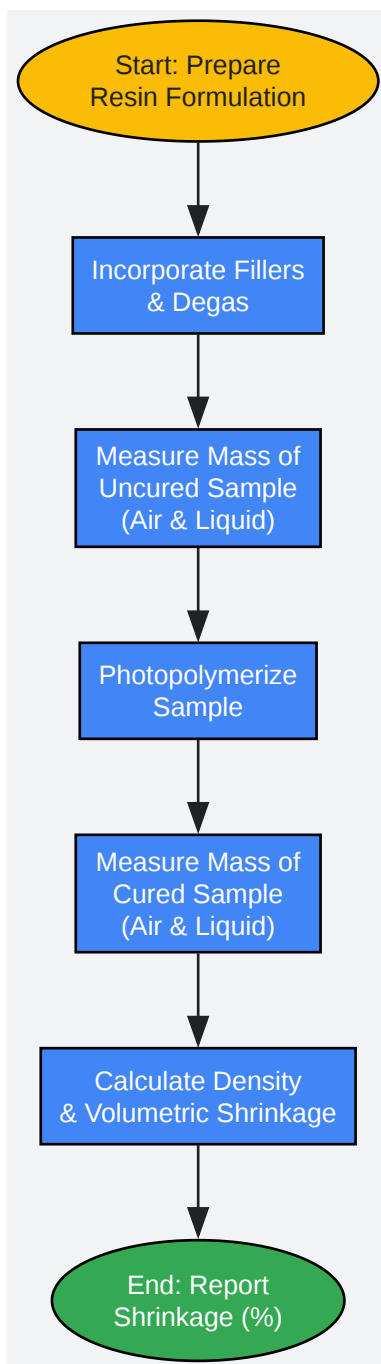 Start: Prepare
Resin Formulation
Incorporate Fillers
& Degas
Measure Mass of
Uncured Sample
(Air & Liquid)
Photopolymerize
Sample
Measure Mass of
Cured Sample
(Air & Liquid)
Calculate Density
& Volumetric Shrinkage
End: Report
Shrinkage (%)